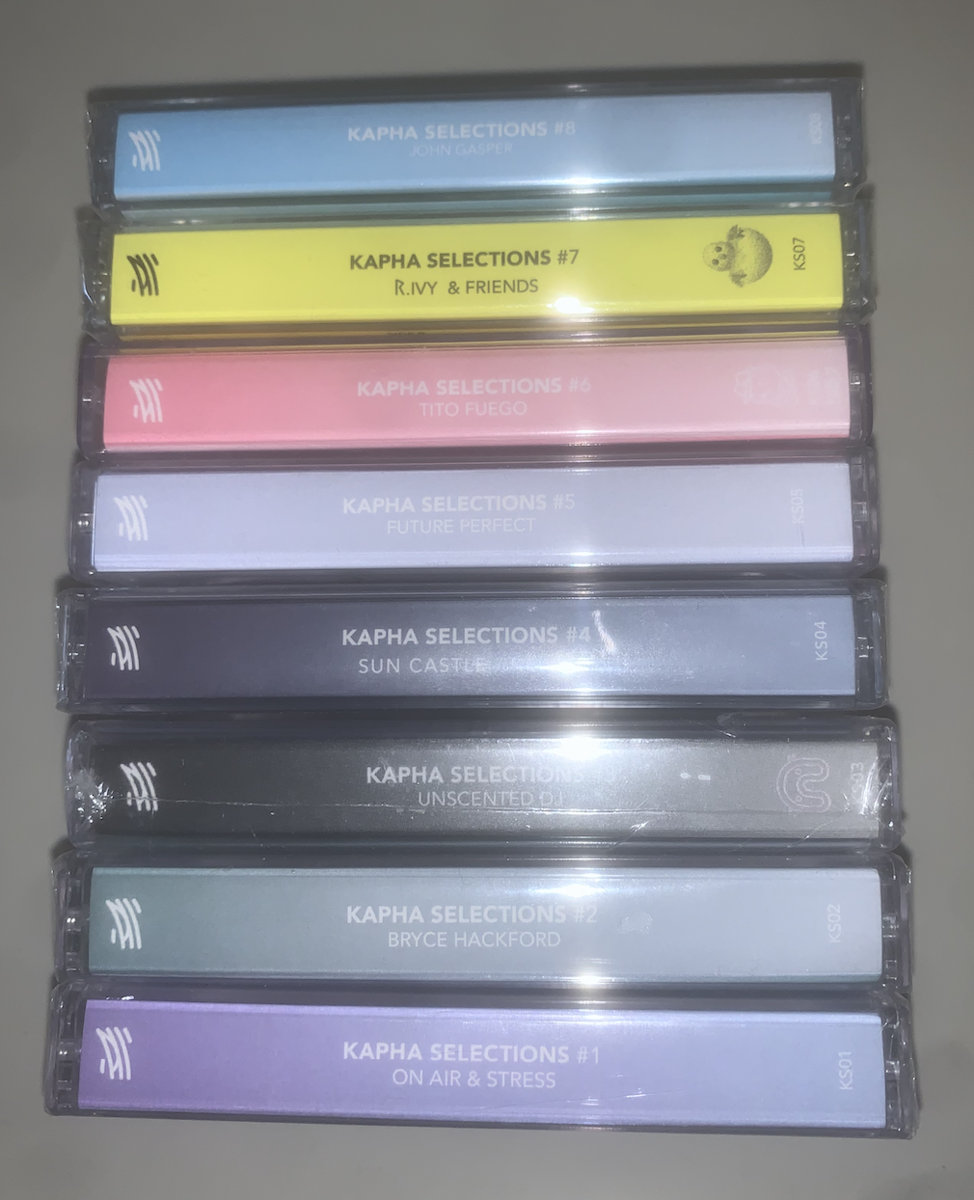 KAPHA SELECTIONS #8
JOHN GASPER
KS08
KAPHA SELECTIONS #7
R.IVY & FRIENDS
KS07
KAPHA SELECTIONS #6
TITO FUEGO
KAPHA SELECTIONS #5
FUTURE PERFECT
KS05
KAPHA SELECTIONS #4
SUN CASTLE
KS04
KAPHA SELECTIONS #3
UNSCENTED DJ
KAPHA SELECTIONS #2
BRYCE HACKFORD
KS02
KAPHA SELECTIONS #1
ON AIR & STRESS
KS01